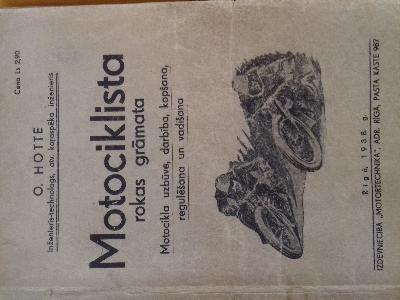 Cena Ls 2,90
O. HOTTE
Inženieris-technologs, atv. karaspēka inženieris
Motociklista
rokas grāmata
Motocikla uzbūve, darbība, kopšana,
regulēšana un vadīšana
Rīgā, 1938. g.
IZDEVNIECĪBA „MOTORTECHNIKA", ADR. RĪGĀ, PASTA KASTE 987